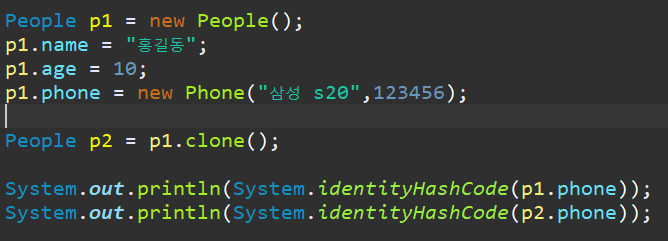 People p1 = new People();
p1.name = "홍길동";
p1.age = 10;
p1.phone = new Phone("삼성 s20",123456);
People p2 = p1.clone();
System.out.println(System.identityHashCode(p1.phone));
System.out.println(System.identityHashCode(p2.phone));